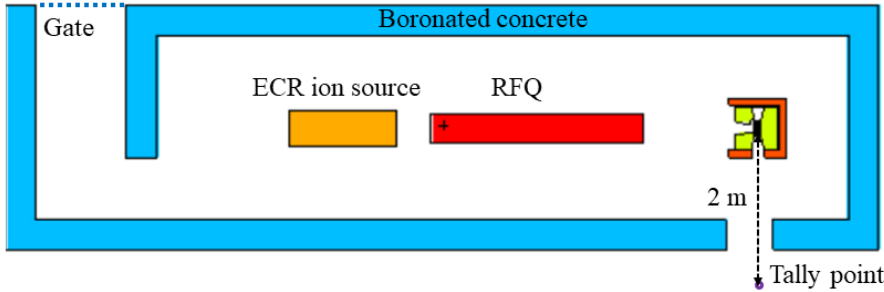 Gate
Boronated concrete
ECR ion source
RFQ
+
2 m
Tally point